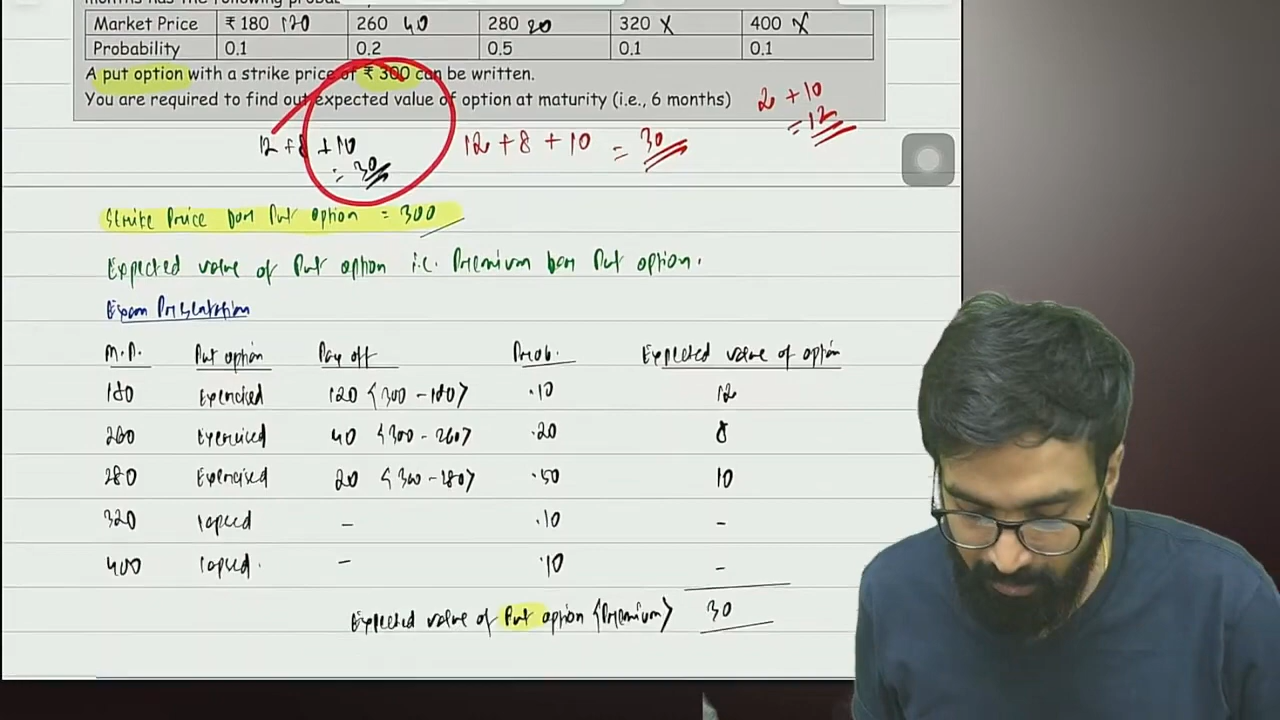 months has the following probab
Market Price ₹ 180 120 260 40 280 20 320 X 400 X
Probability 0.1 0.2 0.5 0.1 0.1
A put option with a strike price of ₹ 300 can be written.
You are required to find out expected value of option at maturity (i.e., 6 months)
2 + 10
= 12
12 + 8 + 10
= 30
12 + 8 + 10 = 30
Strike Price for Put option = 300
Expected value of Put option i.e. Premium for Put option.
Exam Presentation
M.P. Put option Pay off Prob. Expected value of option
180 Exercised 120 {300 - 180} .10 12
260 Exercised 40 {300 - 260} .20 8
280 Exercised 20 {300 - 280} .50 10
320 lapsed - .10 -
400 lapsed. - .10 -
Expected value of Put option {Premium} 30